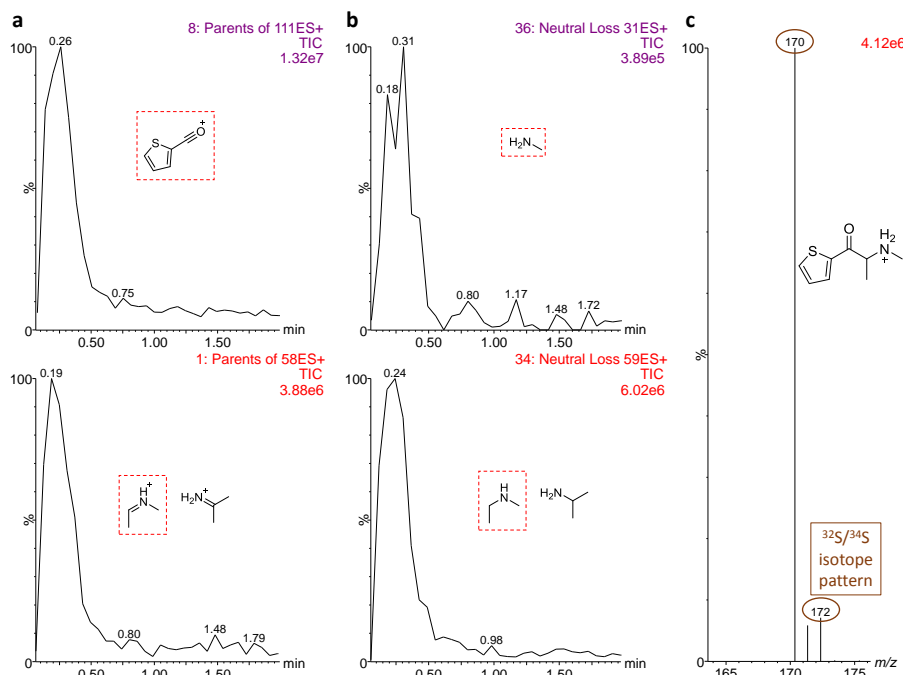 a
8: Parents of 111ES+
TIC
1.32e7
100
%
0
0.26
0.75
S
O
+
0.50
1.00
1.50
min
1: Parents of 58ES+
TIC
3.88e6
100
%
0
0.19
0.80
1.48
1.79
H
N
+
H2N
+
0.50
1.00
1.50
min
b
36: Neutral Loss 31ES+
TIC
3.89e5
100
%
0
0.18
0.31
0.80
1.17
1.48
1.72
H2N
0.50
1.00
1.50
min
34: Neutral Loss 59ES+
TIC
6.02e6
100
%
0
0.24
0.98
H
N
H2N
0.50
1.00
1.50
min
c
4.12e6
100
%
0
170
O
S
H2
N
+
32S/34S
isotope
pattern
172
165
170
175
m/z